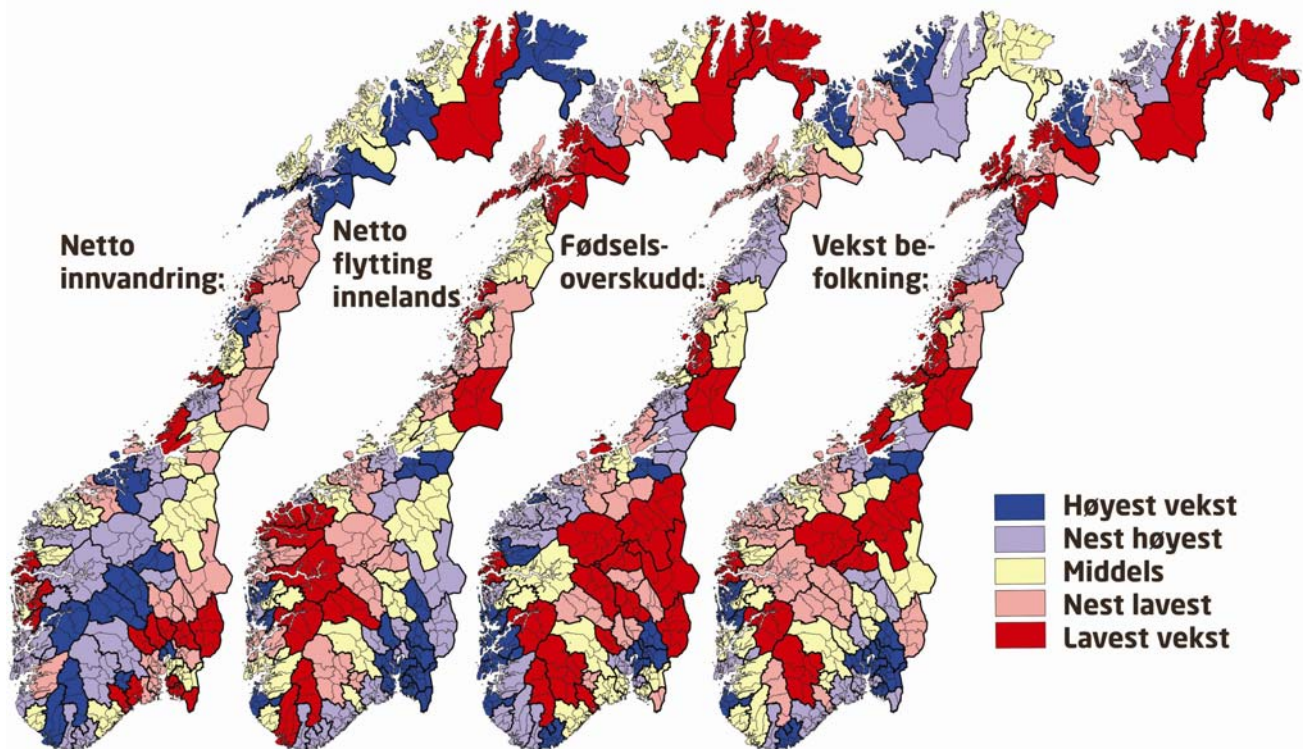 Netto
innvandring:
Netto
flytting
innelands
Fødsels-
overskudd:
Vekst be-
folkning:
Høyest vekst
Nest høyest
Middels
Nest lavest
Lavest vekst